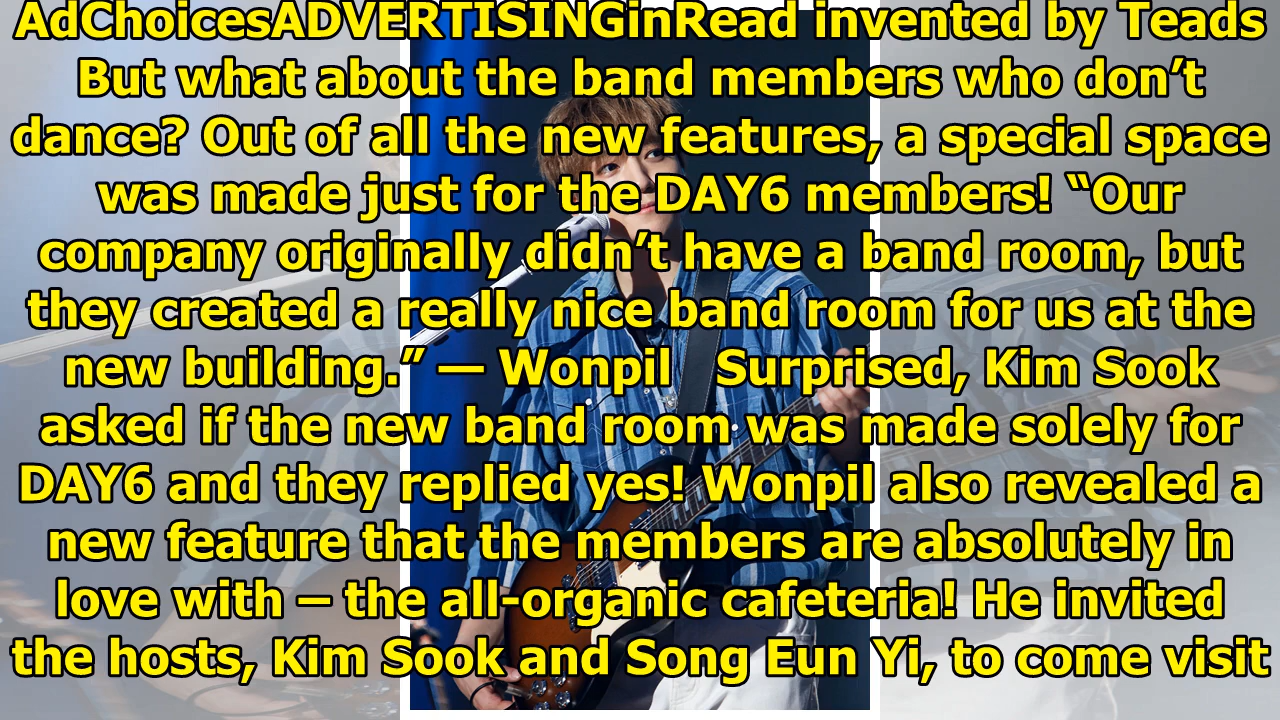 AdChoicesADVERTISINGinRead invented by Teads
But what about the band members who don’t
dance? Out of all the new features, a special space
was made just for the DAY6 members! “Our
company originally didn’t have a band room, but
they created a really nice band room for us at the
new building.” — Wonpil   Surprised, Kim Sook
asked if the new band room was made solely for
DAY6 and they replied yes! Wonpil also revealed a
new feature that the members are absolutely in
love with – the all-organic cafeteria! He invited
the hosts, Kim Sook and Song Eun Yi, to come visit